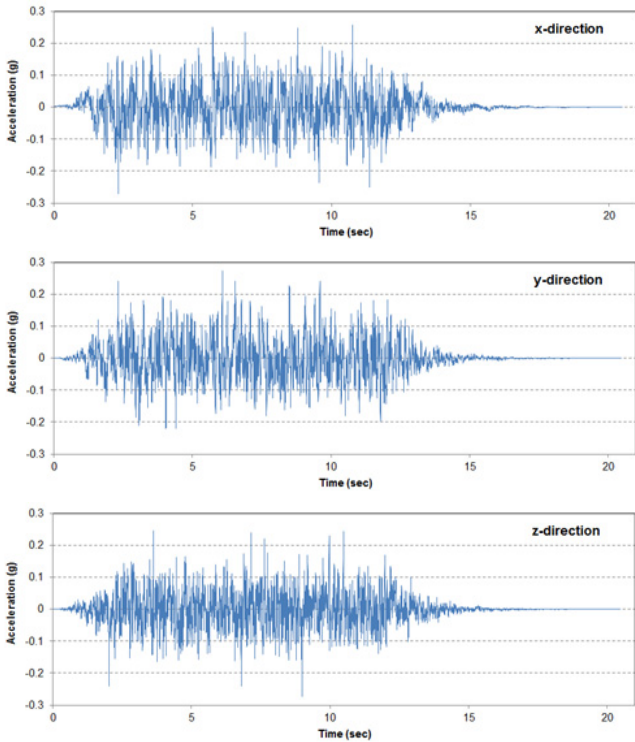 x-direction
Acceleration (g)
0.3
0.2
0.1
0
-0.1
-0.2
-0.3
0 5 10 15 20
Time (sec)
y-direction
Acceleration (g)
0.3
0.2
0.1
0
-0.1
-0.2
-0.3
0 5 10 15 20
Time (sec)
z-direction
Acceleration (g)
0.3
0.2
0.1
0
-0.1
-0.2
-0.3
0 5 10 15 20
Time (sec)